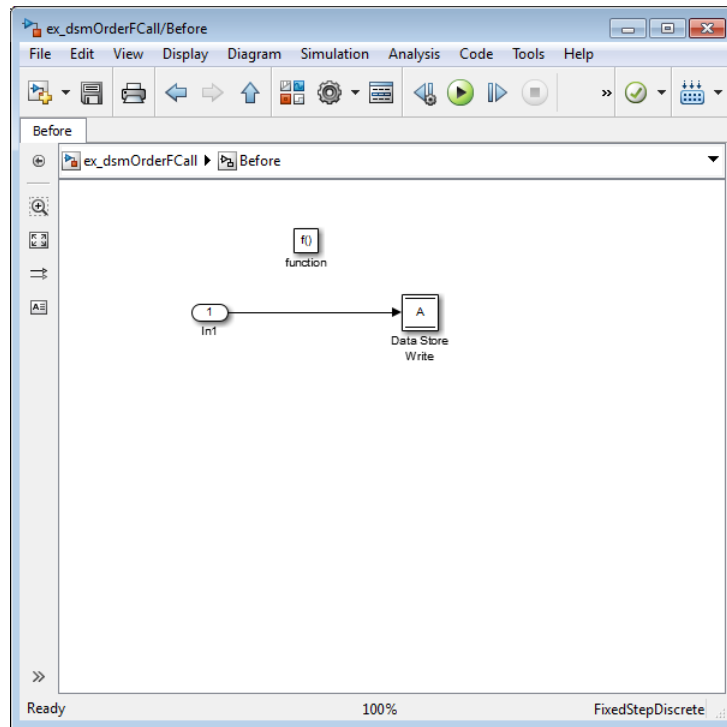 ex_dsmOrderFCall/Before
File Edit View Display Diagram Simulation Analysis Code Tools Help
»
Before
ex_dsmOrderFCall Before
f()
function
1
In1
A
Data Store
Write
A
»
Ready 100% FixedStepDiscrete